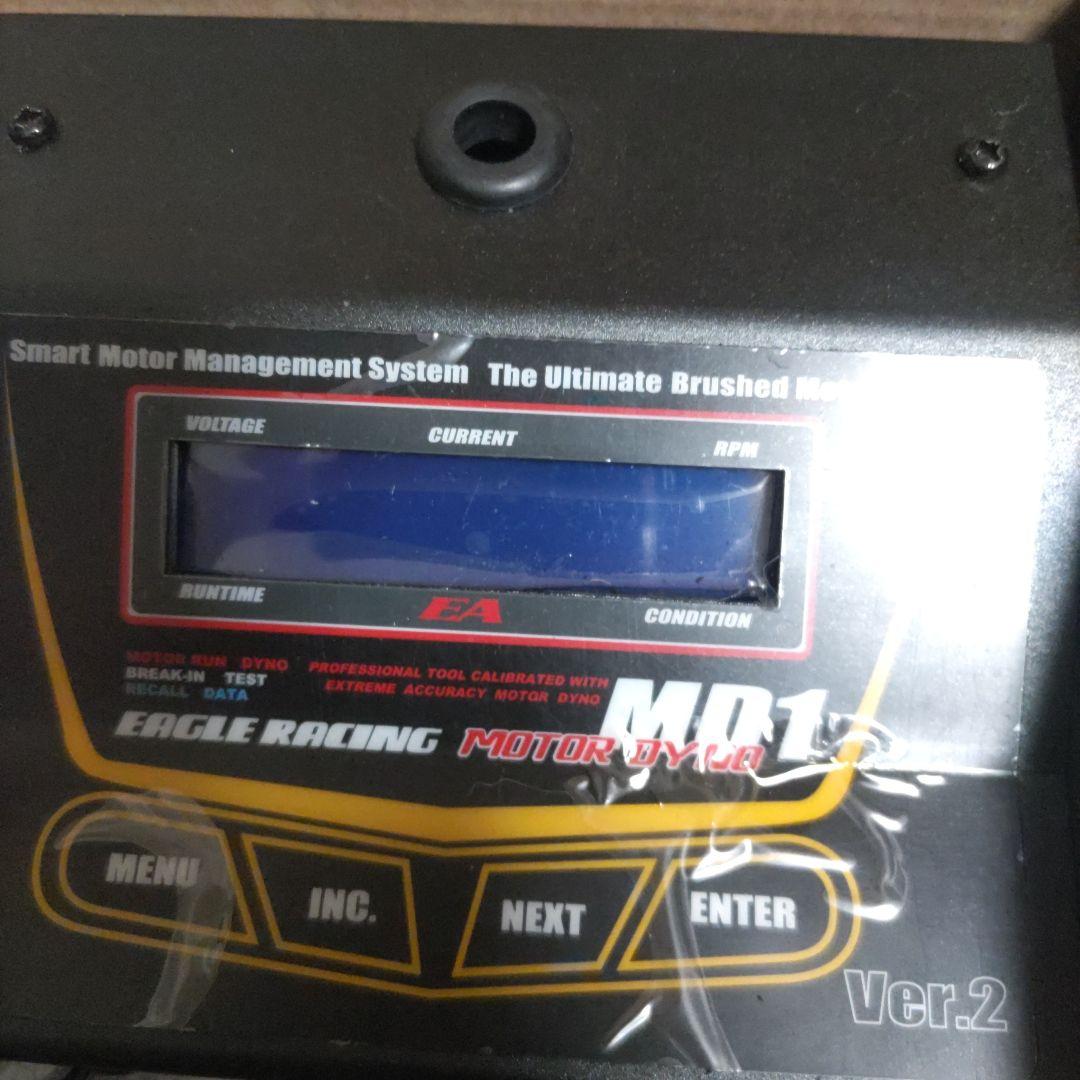 Smart Motor Management System The Ultimate Brushed
VOLTAGE CURRENT RPM
RUNTIME EA CONDITION
MOTOR RUN DYNO
BREAK-IN TEST
RECALL DATA
PROFESSIONAL TOOL CALIBRATED WITH
EXTREME ACCURACY MOTOR DYNO
MD1
EAGLE RACING MOTOR DYNO
MENU INC. NEXT ENTER
Ver.2